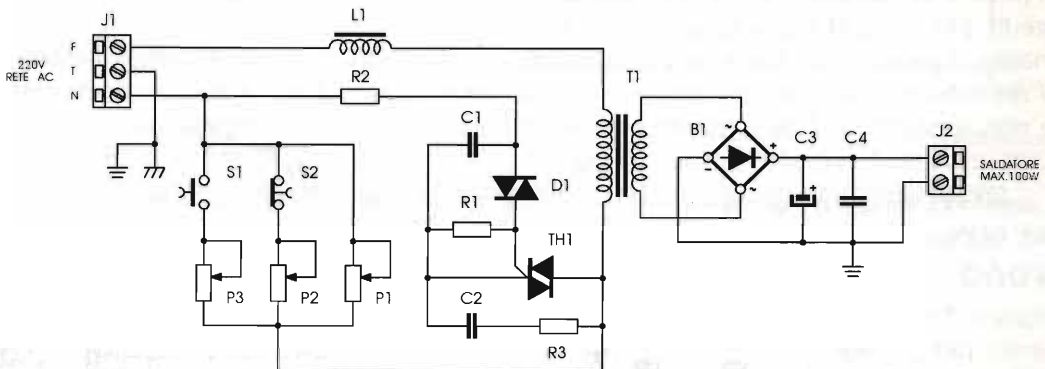 J1
L1
F
220V
RETE AC
T
N
R2
T1
C1
B1
~
+
−
~
C3
+
C4
J2
SALDATORE
MAX.100W
S1
S2
D1
R1
TH1
P3
P2
P1
C2
R3